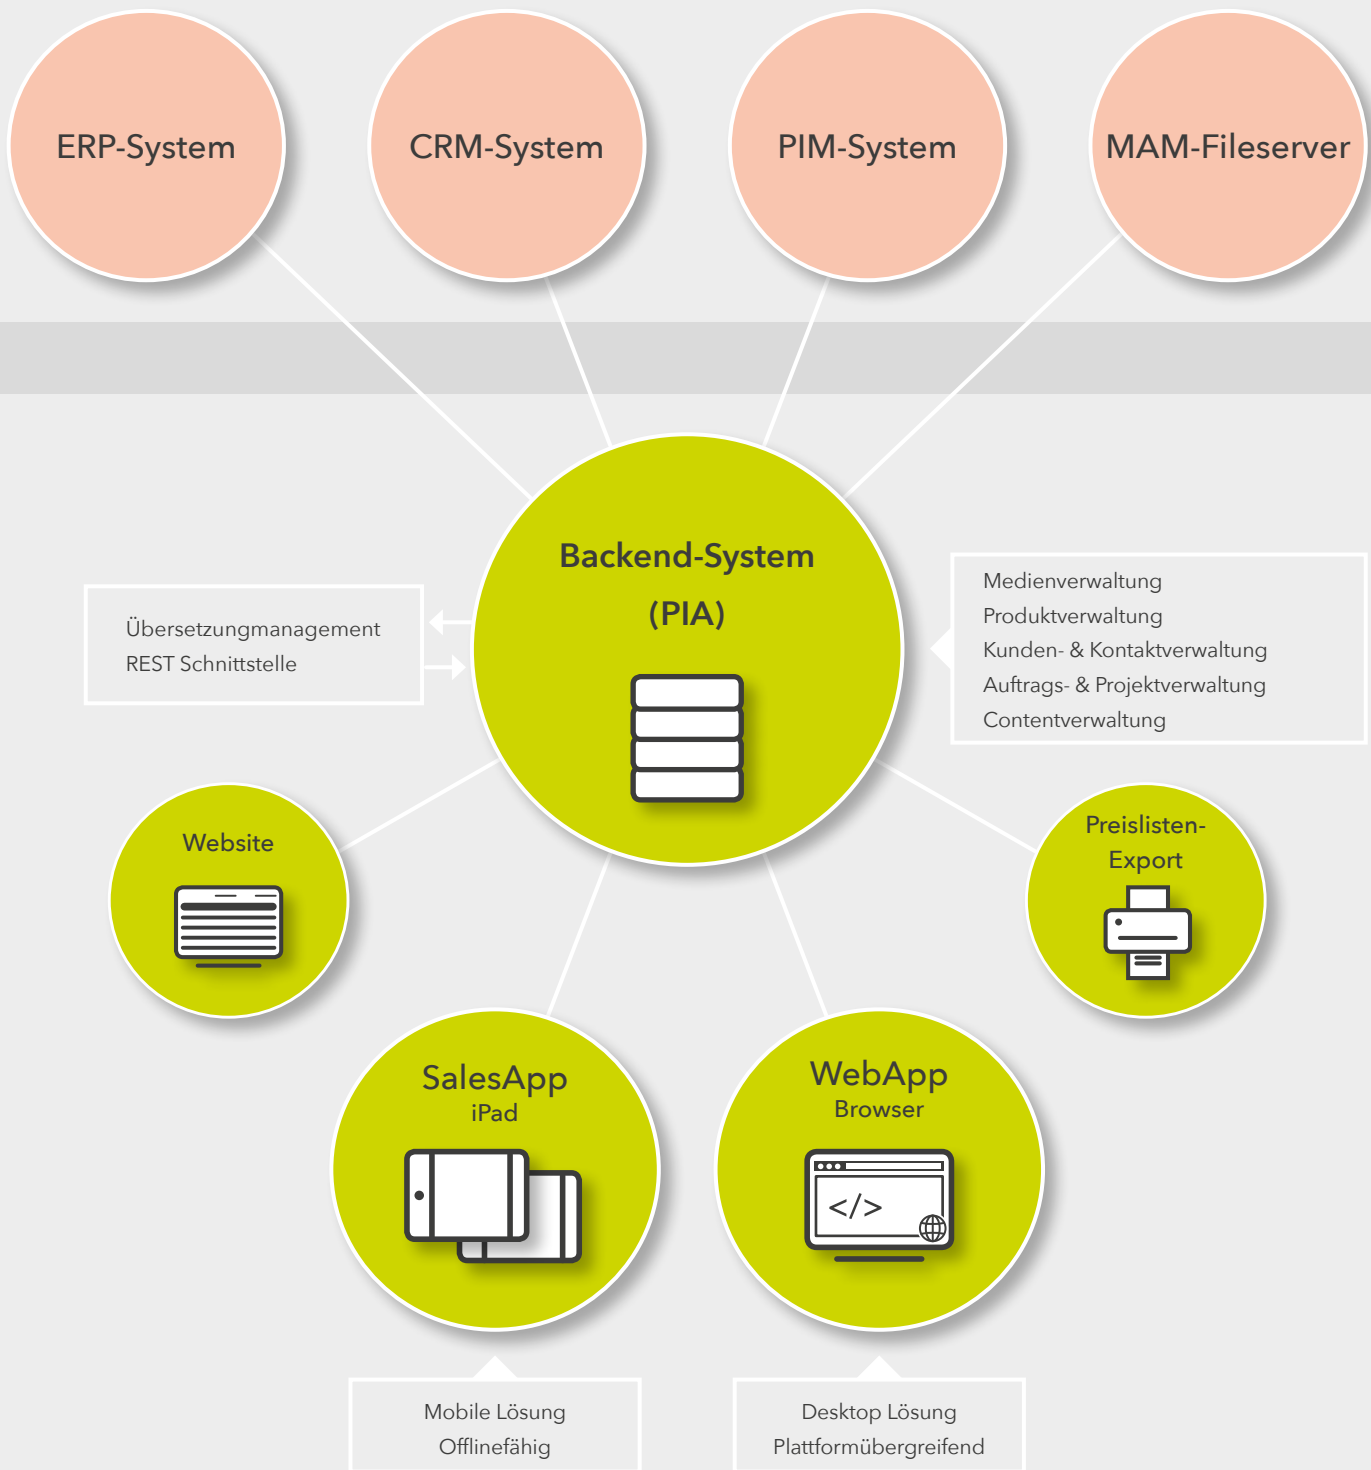 ERP-System
CRM-System
PIM-System
MAM-Fileserver
Backend-System
(PIA)
Übersetzungmanagement
REST Schnittstelle
Medienverwaltung
Produktverwaltung
Kunden- & Kontaktverwaltung
Auftrags- & Projektverwaltung
Contentverwaltung
Website
Preislisten-
Export
SalesApp
iPad
WebApp
Browser
</>
Mobile Lösung
Offlinefähig
Desktop Lösung
Plattformübergreifend